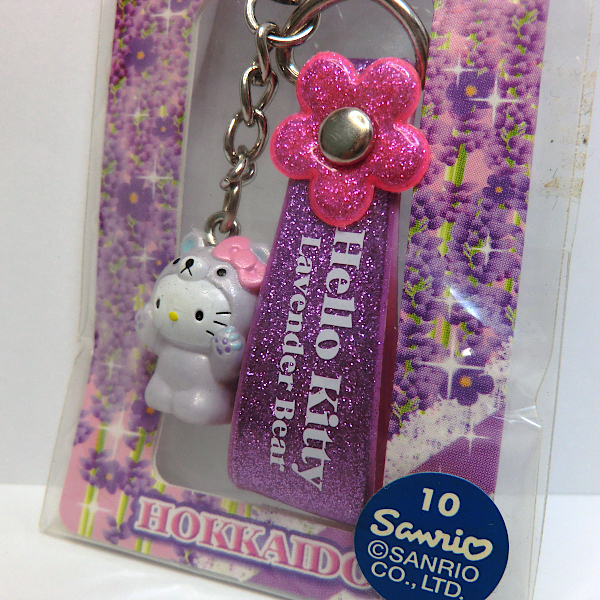 Hello Kitty
Lavender Bear
HOKKAIDO
10
Sanrio
©SANRIO
CO., LTD.